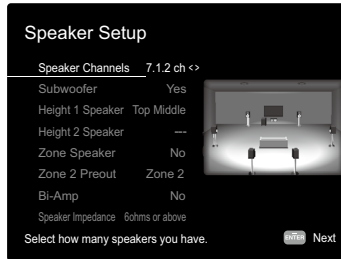 Speaker Setup
Speaker Channels 7.1.2 ch <>
Subwoofer Yes
Height 1 Speaker Top Middle
Height 2 Speaker ---
Zone Speaker No
Zone 2 Preout Zone 2
Bi-Amp No
Speaker Impedance 6ohms or above
Select how many speakers you have. ENTER Next